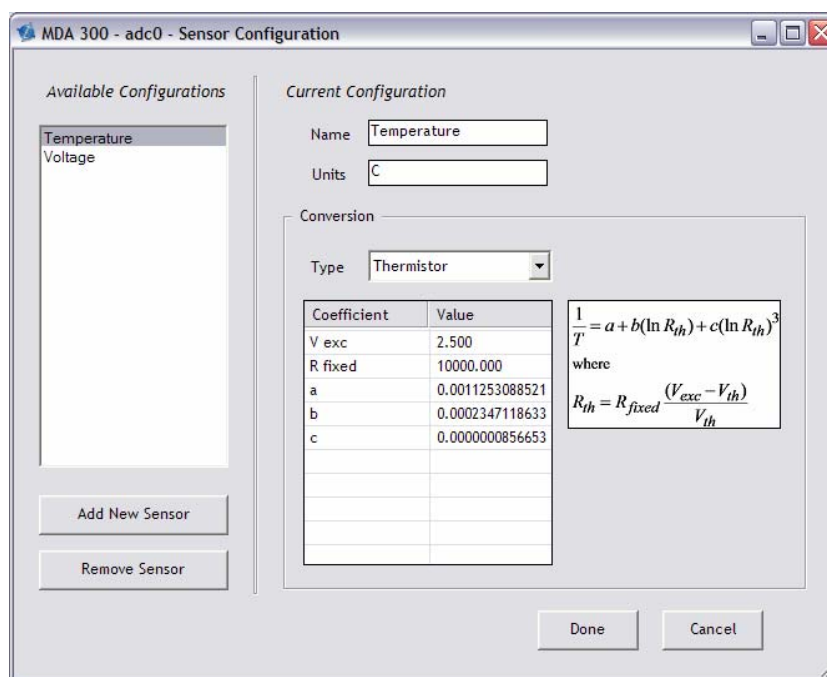 MDA 300 - adc0 - Sensor Configuration
Available Configurations
Temperature
Voltage
Add New Sensor
Remove Sensor
Current Configuration
Name Temperature
Units C
Conversion
Type Thermistor
Coefficient Value
V exc 2.500
R fixed 10000.000
a 0.0011253088521
b 0.0002347118633
c 0.0000000856653
1/T = a + b(ln R_th) + c(ln R_th)^3
where
R_th = R_fixed (V_exc − V_th) / V_th
Done Cancel